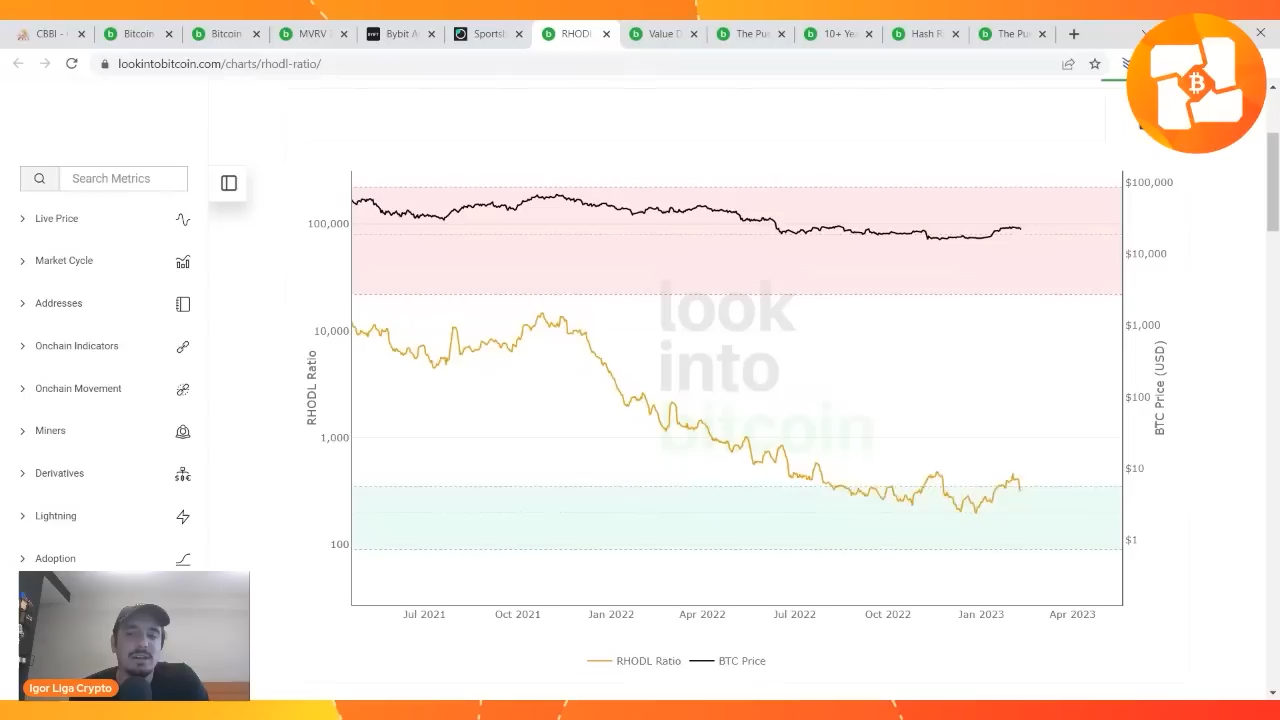 CBBI -
Bitcoin
Bitcoin
MVRV
Bybit A
Sportsb
RHODL
Value D
The Pue
10+ Yea
Hash R
The Pue
lookintobitcoin.com/charts/rhodl-ratio/
Search Metrics
Live Price
Market Cycle
Addresses
Onchain Indicators
Onchain Movement
Miners
Derivatives
Lightning
Adoption
look
into
bitcoin
RHODL Ratio
100,000
10,000
1,000
100
BTC Price (USD)
$100,000
$10,000
$1,000
$100
$10
$1
Jul 2021 Oct 2021 Jan 2022 Apr 2022 Jul 2022 Oct 2022 Jan 2023 Apr 2023
RHODL Ratio BTC Price
Igor Liga Crypto